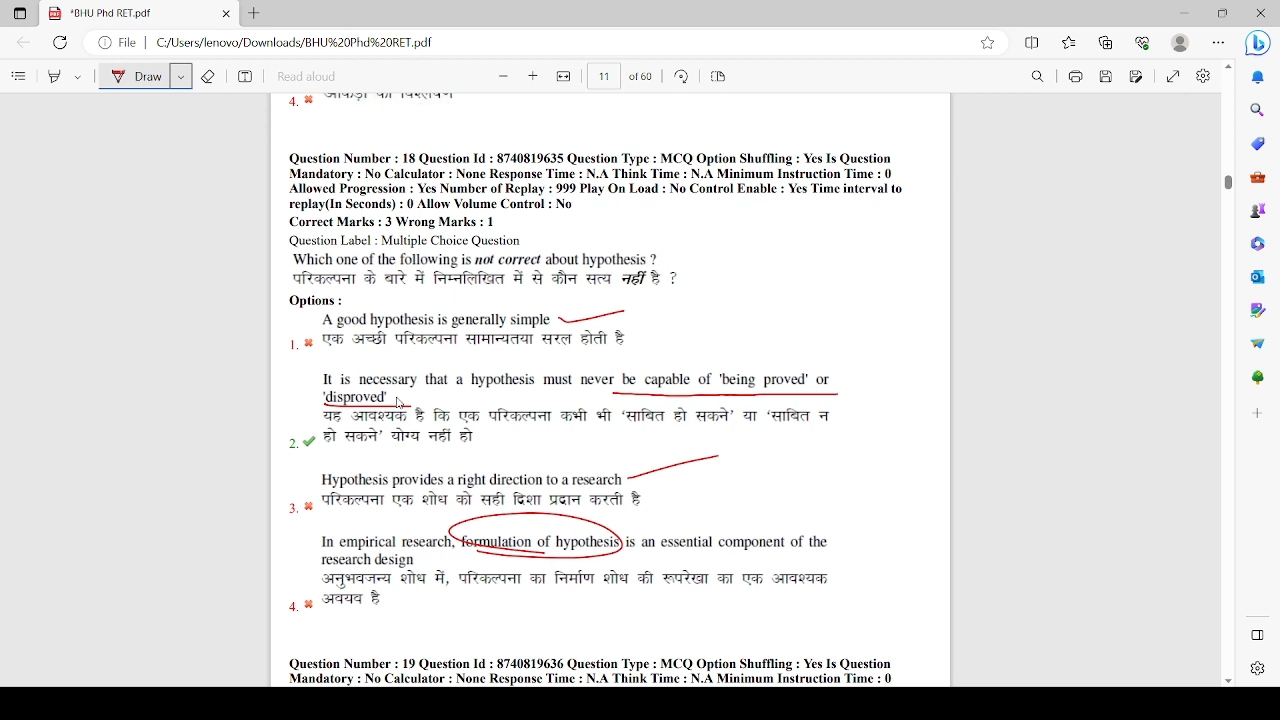 *BHU Phd RET.pdf
File
C:/Users/lenovo/Downloads/BHU%20Phd%20RET.pdf
Draw
Read aloud
11
of 60
4.
Question Number : 18 Question Id : 8740819635 Question Type : MCQ Option Shuffling : Yes Is Question
Mandatory : No Calculator : None Response Time : N.A Think Time : N.A Minimum Instruction Time : 0
Allowed Progression : Yes Number of Replay : 999 Play On Load : No Control Enable : Yes Time interval to
replay(In Seconds) : 0 Allow Volume Control : No
Correct Marks : 3 Wrong Marks : 1
Question Label : Multiple Choice Question
Which one of the following is not correct about hypothesis ?
परिकल्पना के बारे में निम्नलिखित में से कौन सत्य नहीं है ?
Options :
A good hypothesis is generally simple
एक अच्छी परिकल्पना सामान्यतया सरल होती है
1.
It is necessary that a hypothesis must never be capable of 'being proved' or
'disproved'
यह आवश्यक है कि एक परिकल्पना कभी भी ‘साबित हो सकने’ या ‘साबित न
हो सकने’ योग्य नहीं हो
2.
Hypothesis provides a right direction to a research
परिकल्पना एक शोध को सही दिशा प्रदान करती है
3.
In empirical research, formulation of hypothesis is an essential component of the
research design
अनुभवजन्य शोध में, परिकल्पना का निर्माण शोध की रूपरेखा का एक आवश्यक
अवयव है
4.
Question Number : 19 Question Id : 8740819636 Question Type : MCQ Option Shuffling : Yes Is Question
Mandatory : No Calculator : None Response Time : N.A Think Time : N.A Minimum Instruction Time : 0